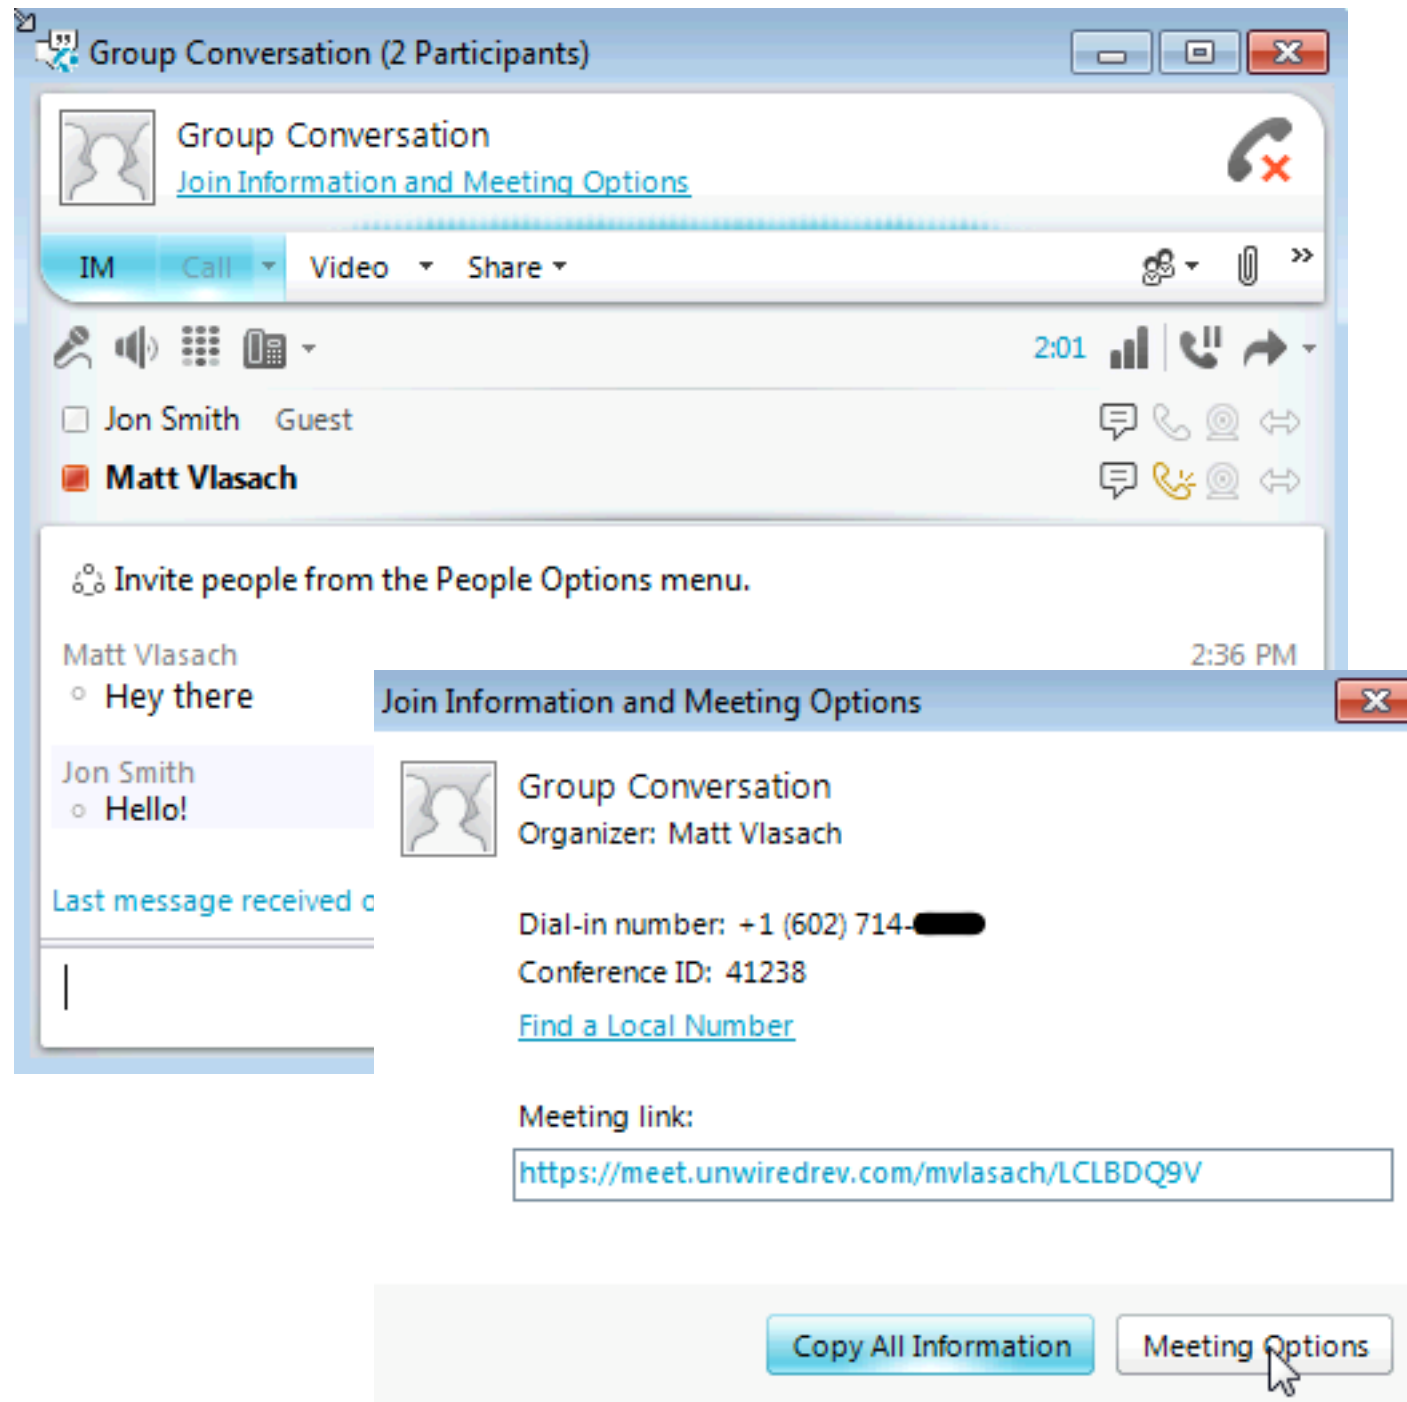 Group Conversation (2 Participants)
Group Conversation
Join Information and Meeting Options
IM Call Video Share
2:01
Jon Smith Guest
Matt Vlasach
Invite people from the People Options menu.
Matt Vlasach 2:36 PM
Hey there
Jon Smith
Hello!
Last message received
Join Information and Meeting Options
Group Conversation
Organizer: Matt Vlasach
Dial-in number: +1 (602) 714-
Conference ID: 41238
Find a Local Number
Meeting link:
https://meet.unwiredrev.com/mvlasach/LCLBDQ9V
Copy All Information Meeting Options